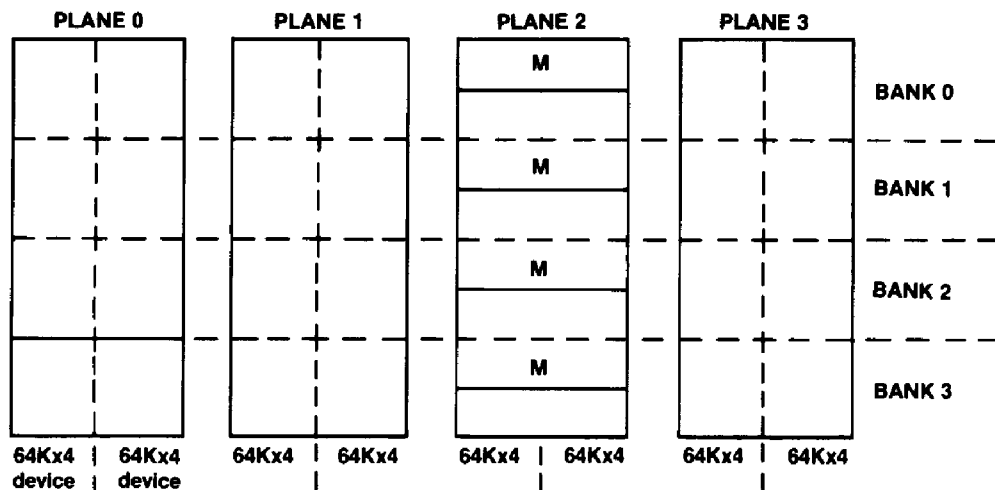 PLANE 0 PLANE 1 PLANE 2 PLANE 3
M
BANK 0
M
BANK 1
M
BANK 2
M
BANK 3
64Kx4 64Kx4 64Kx4 64Kx4 64Kx4 64Kx4 64Kx4 64Kx4
device device